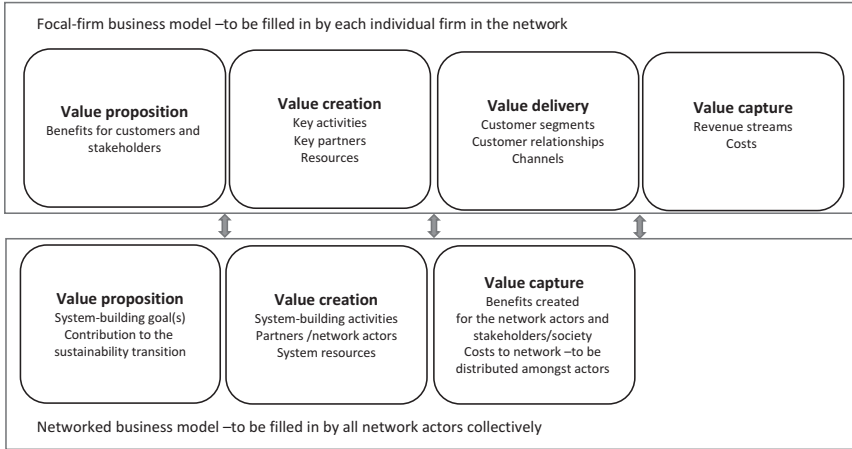 Focal-firm business model –to be filled in by each individual firm in the network
Value proposition
Benefits for customers and
stakeholders
Value creation
Key activities
Key partners
Resources
Value delivery
Customer segments
Customer relationships
Channels
Value capture
Revenue streams
Costs
Value proposition
System-building goal(s)
Contribution to the
sustainability transition
Value creation
System-building activities
Partners /network actors
System resources
Value capture
Benefits created
for the network actors and
stakeholders/society
Costs to network –to be
distributed amongst actors
Networked business model –to be filled in by all network actors collectively